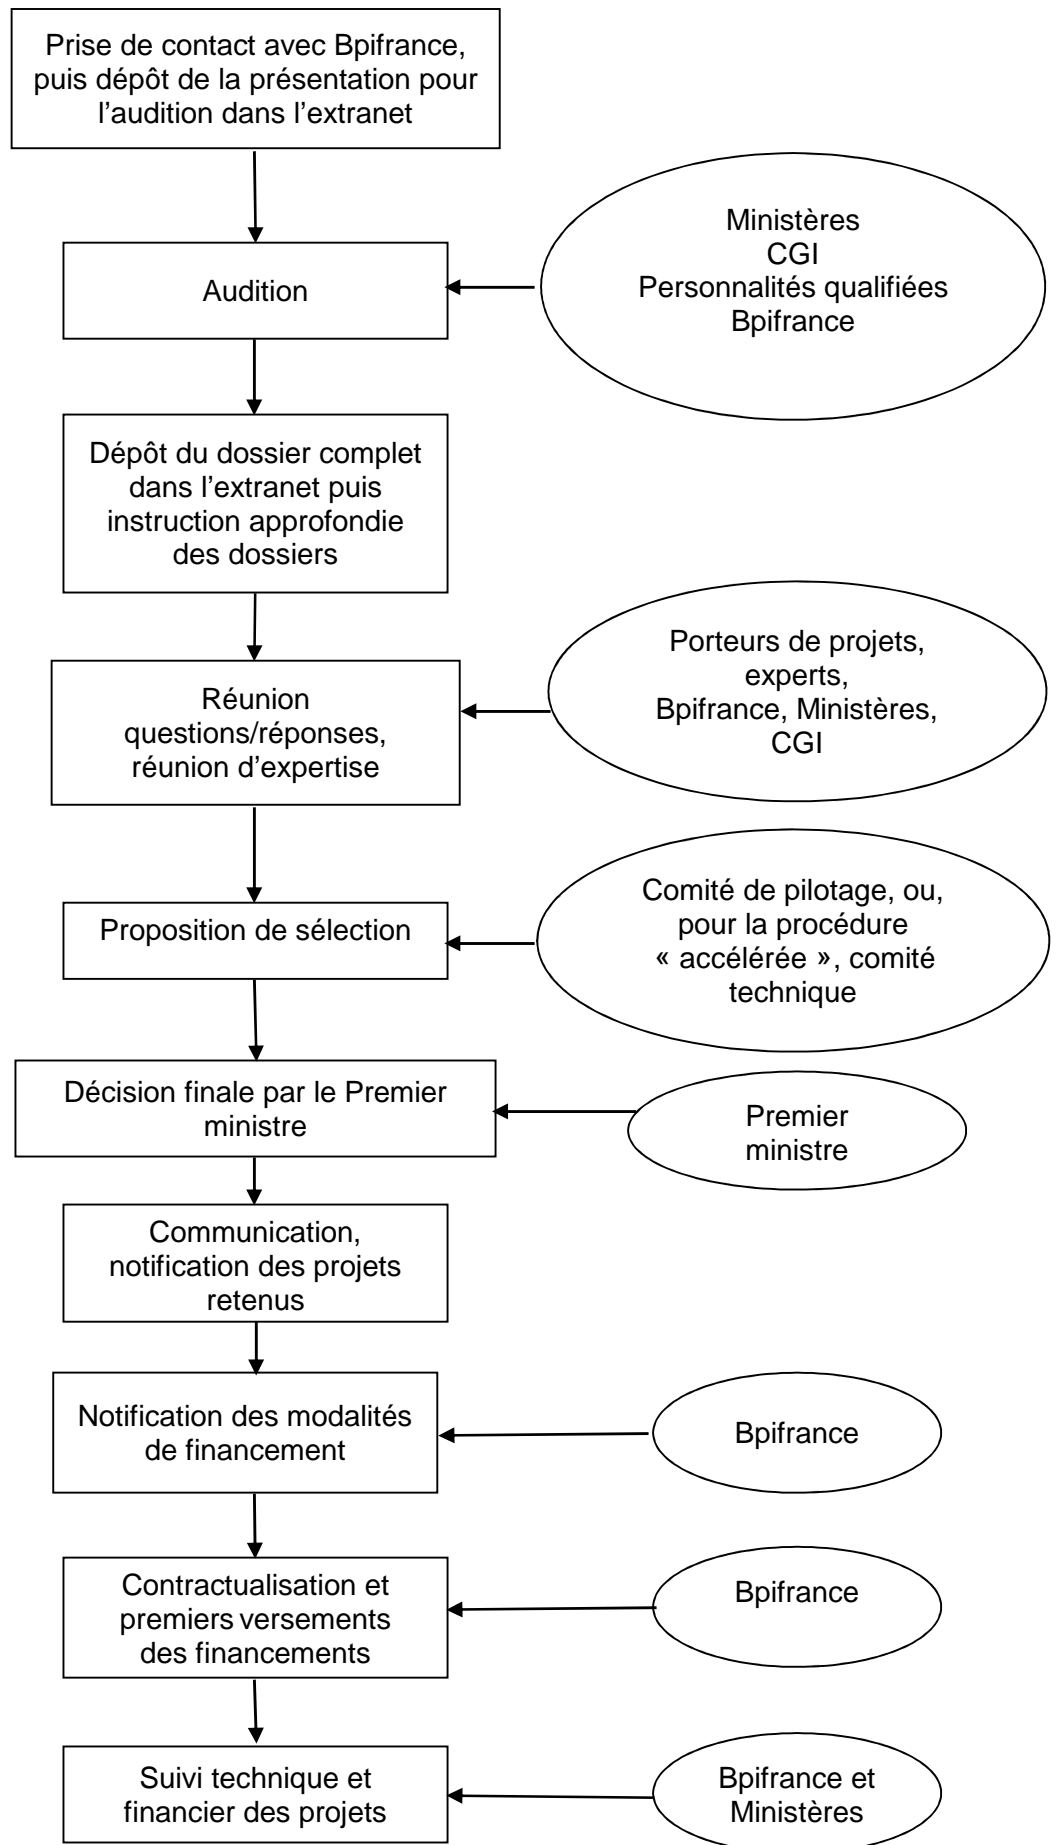 Prise de contact avec Bpifrance,
puis dépôt de la présentation pour
l’audition dans l’extranet
Ministères
CGI
Personnalités qualifiées
Bpifrance
Audition
Dépôt du dossier complet
dans l’extranet puis
instruction approfondie
des dossiers
Porteurs de projets,
experts,
Bpifrance, Ministères,
CGI
Réunion
questions/réponses,
réunion d’expertise
Comité de pilotage, ou,
pour la procédure
« accélérée », comité
technique
Proposition de sélection
Décision finale par le Premier
ministre
Premier
ministre
Communication,
notification des projets
retenus
Notification des modalités
de financement
Bpifrance
Contractualisation et
premiers versements
des financements
Bpifrance
Suivi technique et
financier des projets
Bpifrance et
Ministères